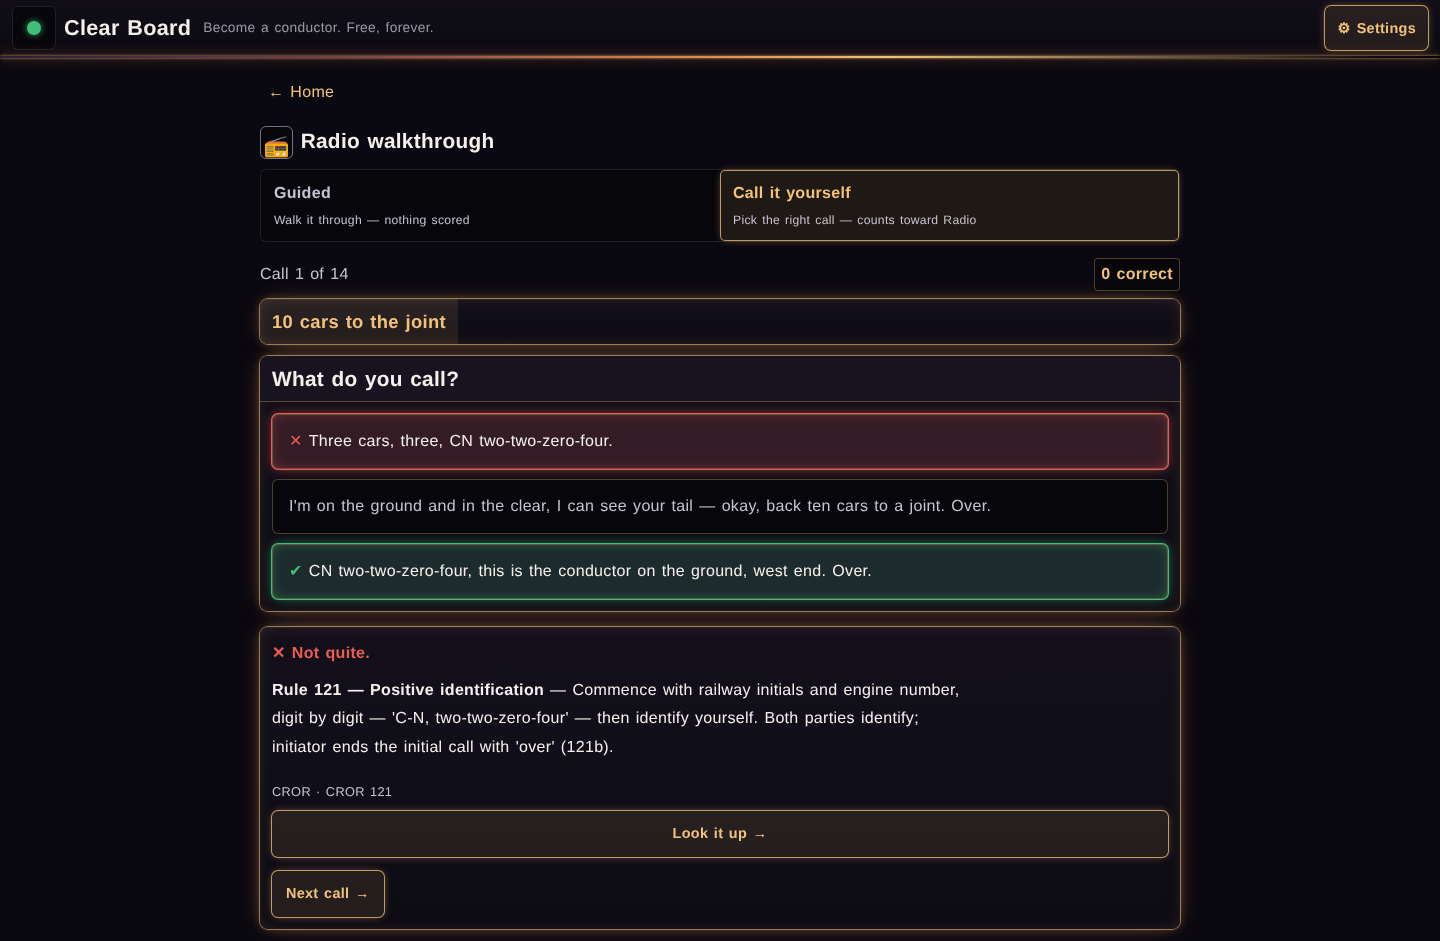 Clear Board
Become a conductor. Free, forever.
⚙ Settings
← Home
📻 Radio walkthrough
Guided
Walk it through — nothing scored
Call it yourself
Pick the right call — counts toward Radio
Call 1 of 14
0 correct
10 cars to the joint
What do you call?
✕ Three cars, three, CN two-two-zero-four.
I'm on the ground and in the clear, I can see your tail — okay, back ten cars to a joint. Over.
✔ CN two-two-zero-four, this is the conductor on the ground, west end. Over.
✕ Not quite.
Rule 121 — Positive identification — Commence with railway initials and engine number,
digit by digit — 'C-N, two-two-zero-four' — then identify yourself. Both parties identify;
initiator ends the initial call with 'over' (121b).
CROR · CROR 121
Look it up →
Next call →